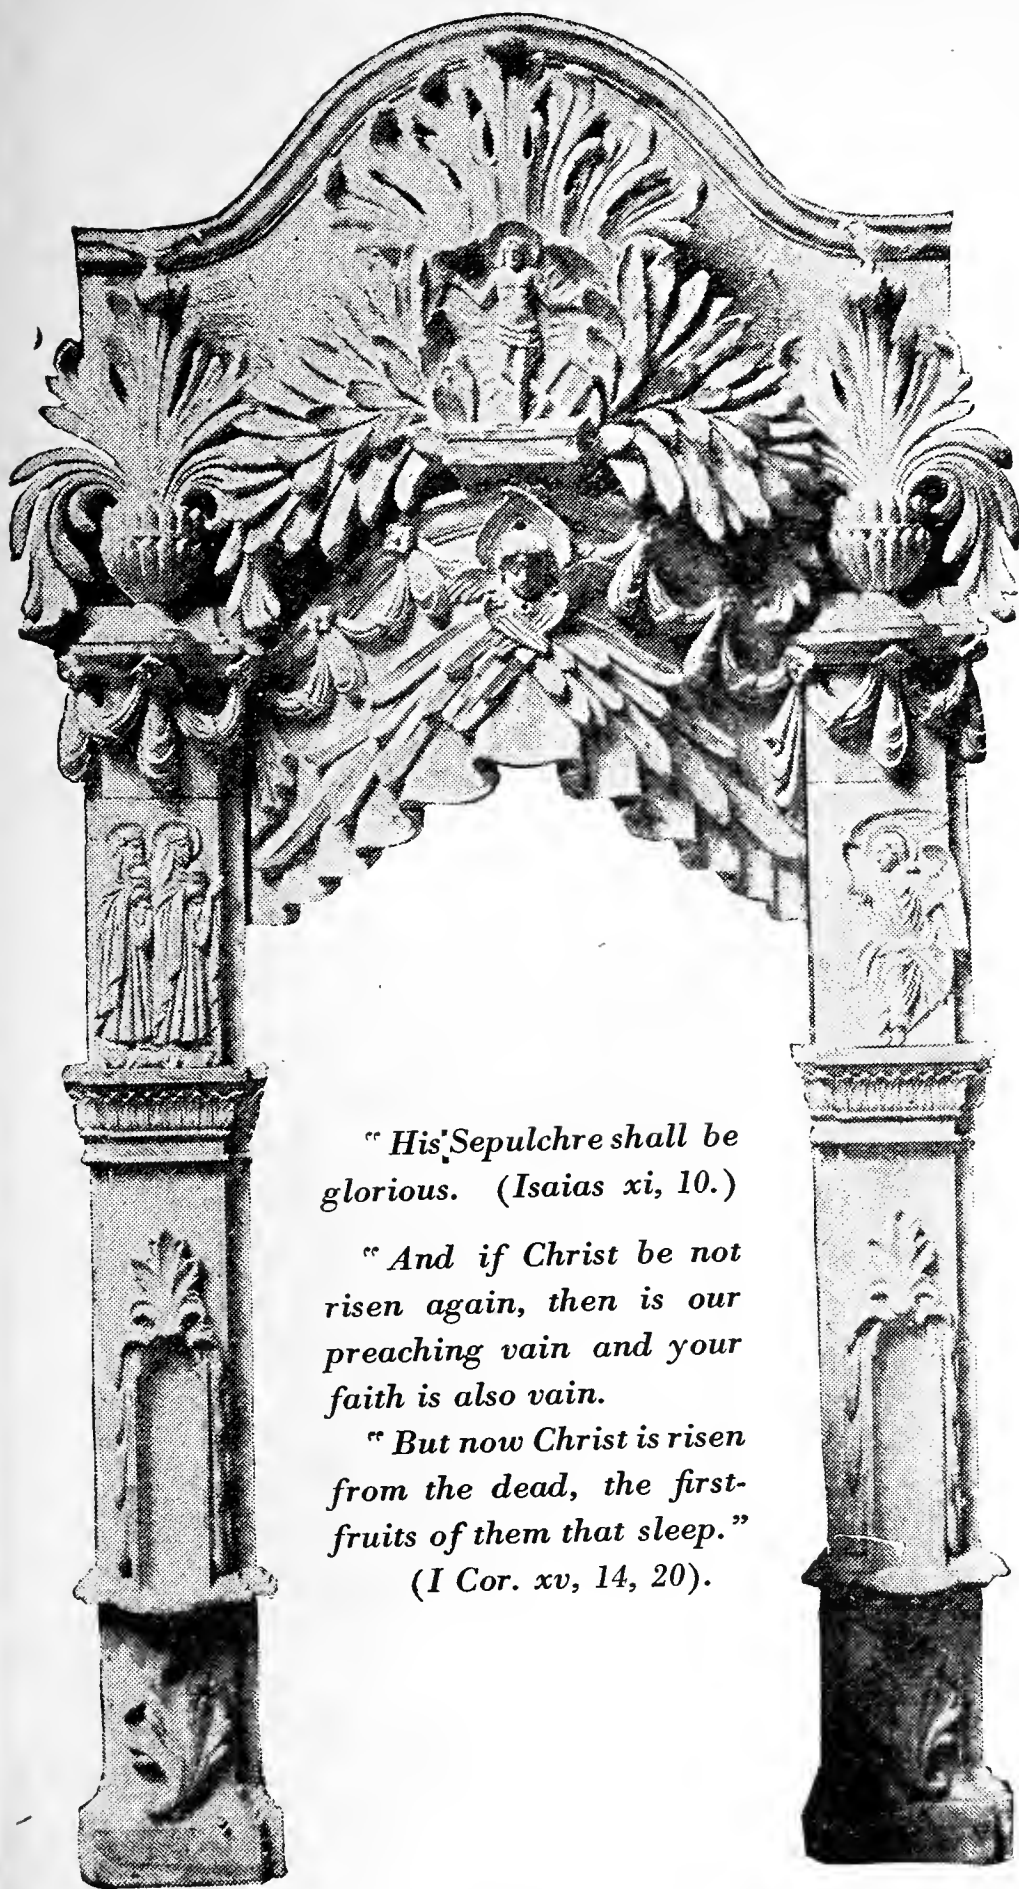 " His Sepulchre shall be
glorious. (Isaias xi, 10.)
" And if Christ be not
risen again, then is our
preaching vain and your
faith is also vain.
" But now Christ is risen
from the dead, the first-
fruits of them that sleep."
(I Cor. xv, 14, 20).